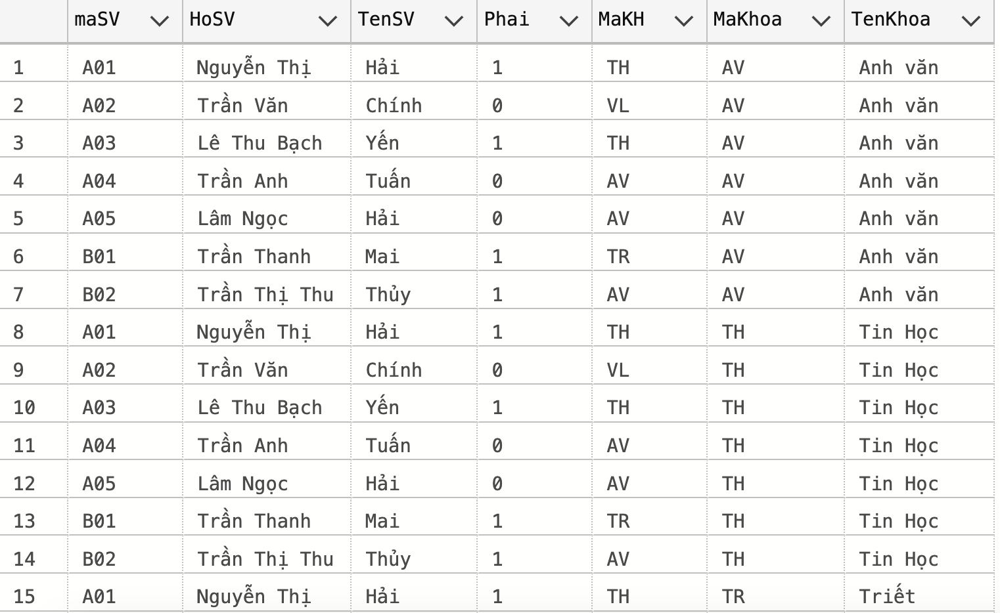 maSV HoSV TenSV Phai MaKH MaKhoa TenKhoa
1 A01 Nguyễn Thị Hải 1 TH AV Anh văn
2 A02 Trần Văn Chính 0 VL AV Anh văn
3 A03 Lê Thu Bạch Yến 1 TH AV Anh văn
4 A04 Trần Anh Tuấn 0 AV AV Anh văn
5 A05 Lâm Ngọc Hải 0 AV AV Anh văn
6 B01 Trần Thanh Mai 1 TR AV Anh văn
7 B02 Trần Thị Thu Thủy 1 AV AV Anh văn
8 A01 Nguyễn Thị Hải 1 TH TH Tin Học
9 A02 Trần Văn Chính 0 VL TH Tin Học
10 A03 Lê Thu Bạch Yến 1 TH TH Tin Học
11 A04 Trần Anh Tuấn 0 AV TH Tin Học
12 A05 Lâm Ngọc Hải 0 AV TH Tin Học
13 B01 Trần Thanh Mai 1 TR TH Tin Học
14 B02 Trần Thị Thu Thủy 1 AV TH Tin Học
15 A01 Nguyễn Thị Hải 1 TH TR Triết